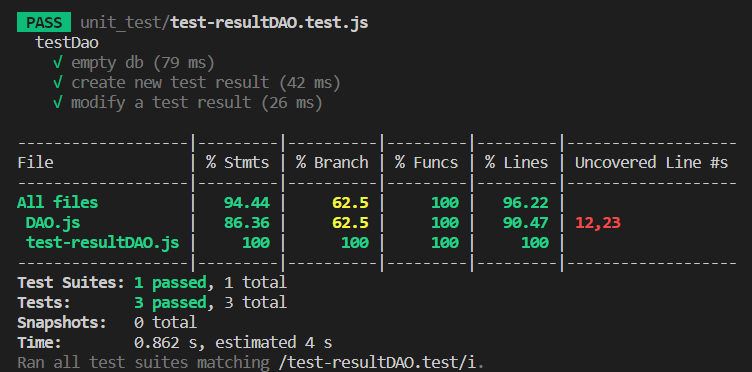 PASS unit_test/test-resultDAO.test.js
testDao
√ empty db (79 ms)
√ create new test result (42 ms)
√ modify a test result (26 ms)
-------------------|---------|----------|---------|---------|-------------------
File               | % Stmts | % Branch | % Funcs | % Lines | Uncovered Line #s
-------------------|---------|----------|---------|---------|-------------------
All files          |   94.44 |     62.5 |     100 |   96.22 |
 DAO.js            |   86.36 |     62.5 |     100 |   90.47 | 12,23
 test-resultDAO.js |     100 |      100 |     100 |     100 |
-------------------|---------|----------|---------|---------|-------------------
Test Suites: 1 passed, 1 total
Tests:       3 passed, 3 total
Snapshots:   0 total
Time:        0.862 s, estimated 4 s
Ran all test suites matching /test-resultDAO.test/i.